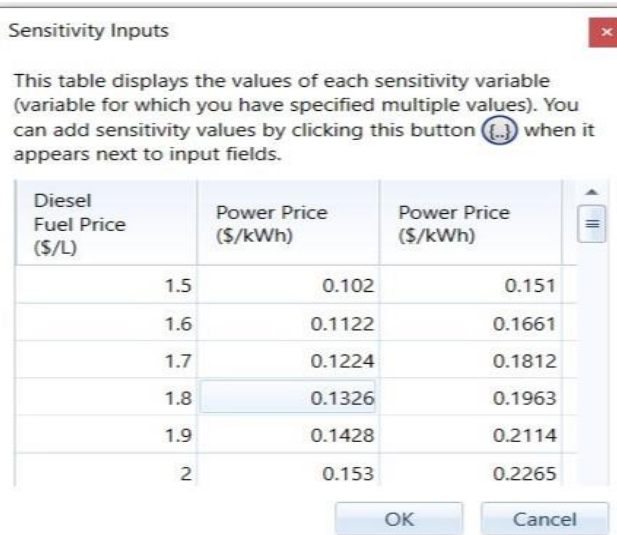 Sensitivity Inputs
×
This table displays the values of each sensitivity variable
(variable for which you have specified multiple values). You
can add sensitivity values by clicking this button {..} when it
appears next to input fields.
Diesel
Fuel Price
($/L)
Power Price
($/kWh)
Power Price
($/kWh)
1.5 0.102 0.151
1.6 0.1122 0.1661
1.7 0.1224 0.1812
1.8 0.1326 0.1963
1.9 0.1428 0.2114
2 0.153 0.2265
OK Cancel